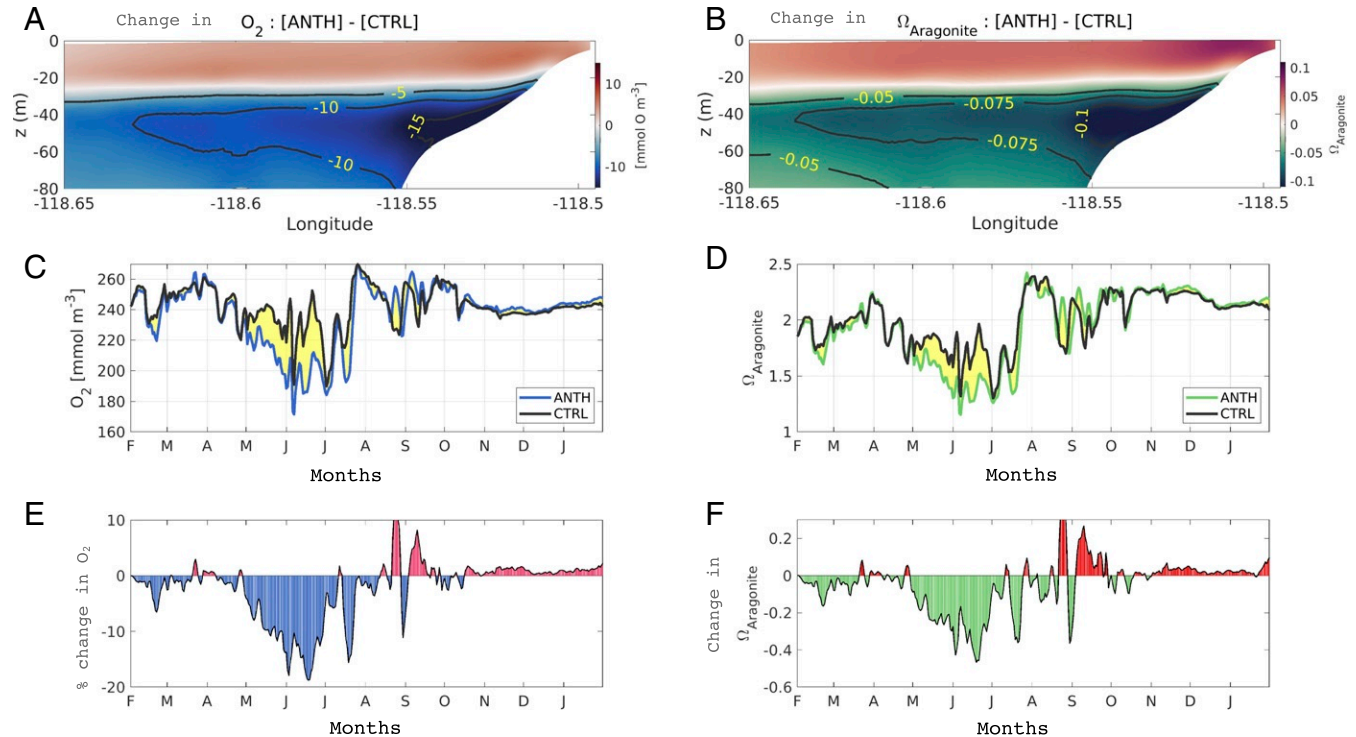 A
Change in
O2 : [ANTH] - [CTRL]
0
-20
-40
-60
-80
z (m)
-5
-10
-15
-10
10
0
-10
[mmol O m-3]
-118.65
-118.6
-118.55
-118.5
Longitude
B
Change in
ΩAragonite : [ANTH] - [CTRL]
0
-20
-40
-60
-80
z (m)
-0.05
-0.075
-0.1
-0.075
-0.05
0.1
0.05
0
-0.05
-0.1
ΩAragonite
-118.65
-118.6
-118.55
-118.5
Longitude
C
260
240
220
200
180
160
O2 [mmol m-3]
ANTH
CTRL
F M A M J J A S O N D J
Months
D
2.5
2
1.5
1
ΩAragonite
ANTH
CTRL
F M A M J J A S O N D J
Months
E
10
0
-10
-20
% change in O2
F M A M J J A S O N D J
Months
F
0.2
0
-0.2
-0.4
-0.6
Change in
ΩAragonite
F M A M J J A S O N D J
Months